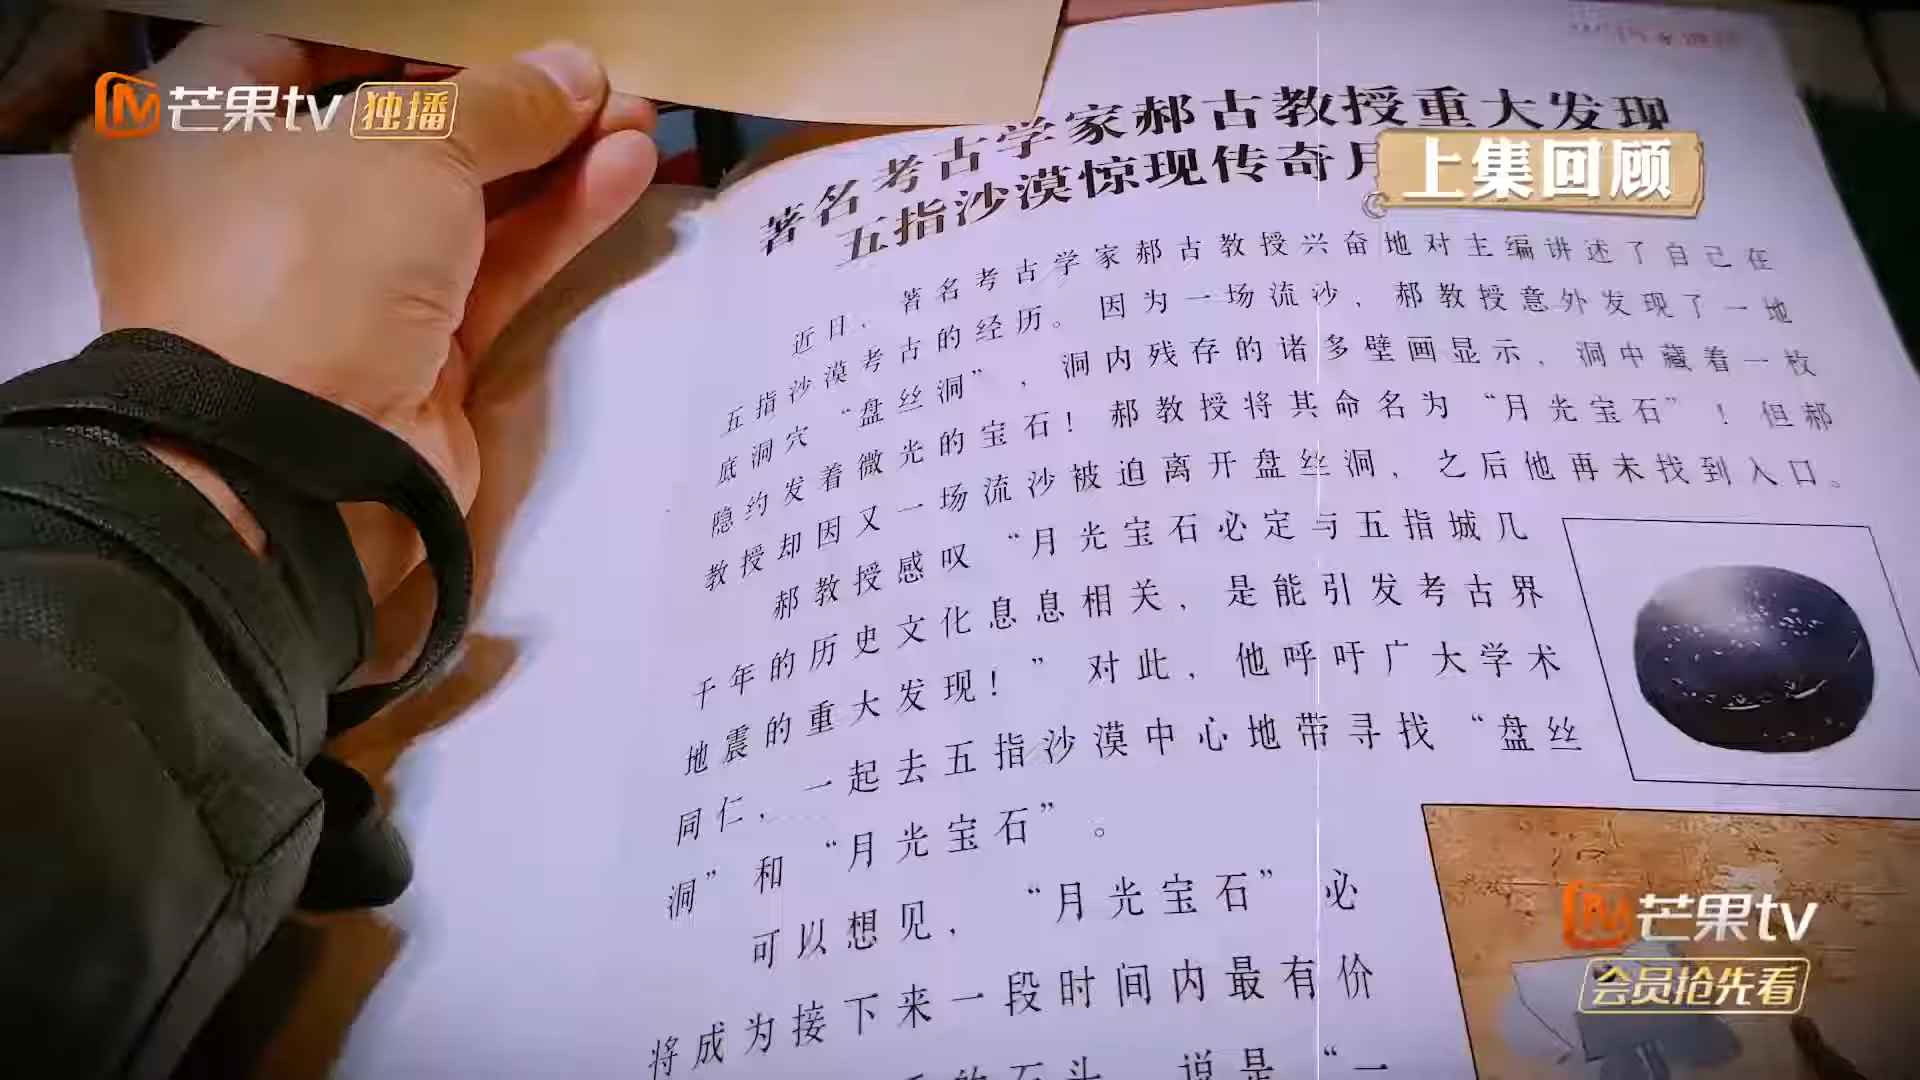 芒果tv 独播
著名考古学家郝古教授重大发现
五指沙漠惊现传奇月
上集回顾
近日，著名考古学家郝古教授兴奋地对主编讲述了自己在
五指沙漠考古的经历。因为一场流沙，郝教授意外发现了一地
底洞穴“盘丝洞”，洞内残存的诸多壁画显示，洞中藏着一枚
隐约发着微光的宝石！郝教授将其命名为“月光宝石”！但郝
教授却因又一场流沙被迫离开盘丝洞，之后他再未找到入口。
郝教授感叹“月光宝石必定与五指城几
千年的历史文化息息相关，是能引发考古界
地震的重大发现！”对此，他呼吁广大学术
同仁，一起去五指沙漠中心地带寻找“盘丝
洞”和“月光宝石”。
可以想见，“月光宝石”必
将成为接下来一段时间内最有价
的石头，说是“一
芒果tv
会员抢先看